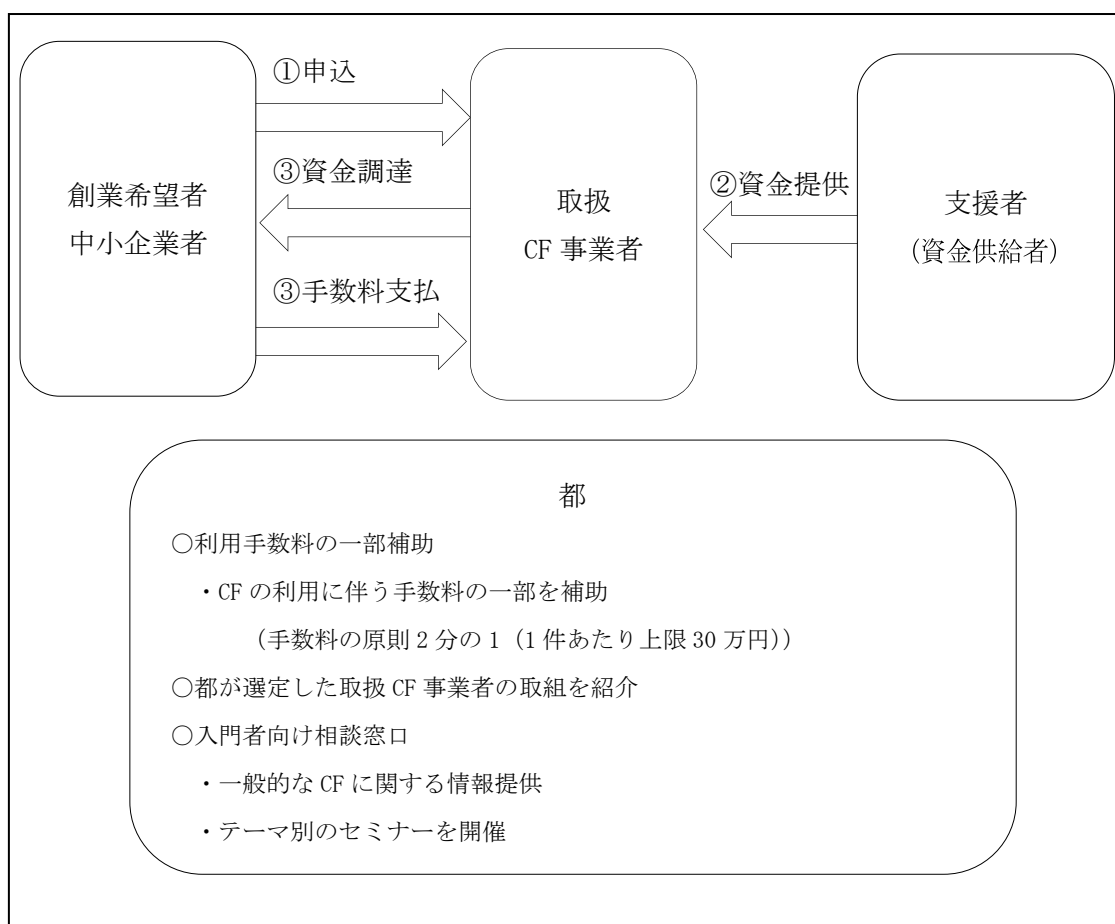 ①申込
③資金調達
③手数料支払
創業希望者
中小企業者
取扱
CF 事業者
②資金提供
支援者
(資金供給者)
都
○利用手数料の一部補助
・CF の利用に伴う手数料の一部を補助
（手数料の原則 2 分の 1（1 件あたり上限 30 万円））
○都が選定した取扱 CF 事業者の取組を紹介
○入門者向け相談窓口
・一般的な CF に関する情報提供
・テーマ別のセミナーを開催